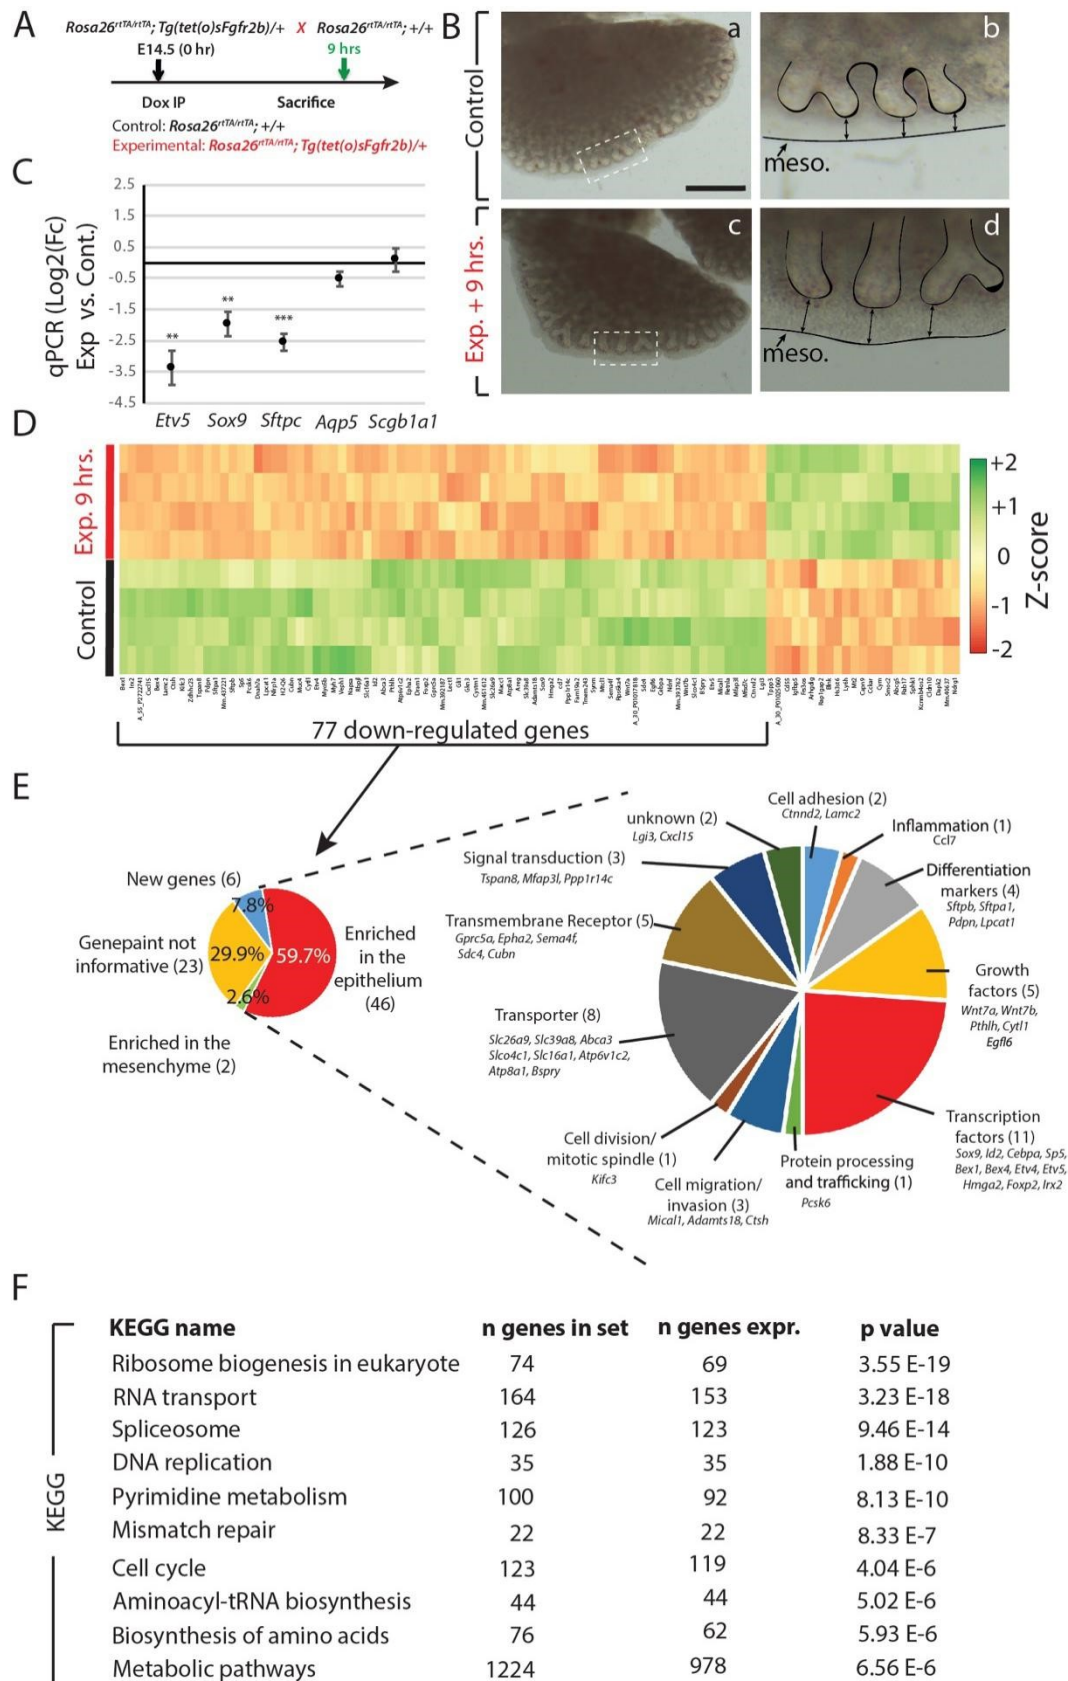 A
Rosa26rtTA/rtTA; Tg(tet(o)sFgfr2b)/+ X Rosa26rtTA/rtTA; +/+
E14.5 (0 hr)
9 hrs
Dox IP
Sacrifice
Control: Rosa26rtTA/rtTA; +/+
Experimental: Rosa26rtTA/rtTA; Tg(tet(o)sFgfr2b)/+
B
Control
Exp. + 9 hrs.
a
b
meso.
c
d
meso.
C
qPCR (Log2(Fc)
Exp vs. Cont.)
2.5
1.5
0.5
-0.5
-1.5
-2.5
-3.5
-4.5
**
**
***
Etv5 Sox9 Sftpc Aqp5 Scgb1a1
D
Exp. 9 hrs.
Control
+2
+1
0
-1
-2
Z-score
77 down-regulated genes
E
New genes (6)
7.8%
Genepaint not
informative (23)
29.9%
59.7%
Enriched
in the
epithelium
(46)
2.6%
Enriched in the
mesenchyme (2)
Cell adhesion (2)
Ctnnd2, Lamc2
Inflammation (1)
Ccl7
Differentiation
markers (4)
Sftpb, Sftpa1,
Pdpn, Lpcat1
Growth
factors (5)
Wnt7a, Wnt7b,
Pthlh, Cytl1
Egfl6
Transcription
factors (11)
Sox9, Id2, Cebpa, Sp5,
Bex1, Bex4, Etv4, Etv5,
Hmga2, Foxp2, Irx2
Protein processing
and trafficking (1)
Pcsk6
Cell migration/
invasion (3)
Mical1, Adamts18, Ctsh
Cell division/
mitotic spindle (1)
Kifc3
Transporter (8)
Slc26a9, Slc39a8, Abca3
Slco4c1, Slc16a1, Atp6v1c2,
Atp8a1, Bspry
Transmembrane Receptor (5)
Gprc5a, Epha2, Sema4f,
Sdc4, Cubn
Signal transduction (3)
Tspan8, Mfap3l, Ppp1r14c
unknown (2)
Lgi3, Cxcl15
F
KEGG
KEGG name n genes in set n genes expr. p value
Ribosome biogenesis in eukaryote 74 69 3.55 E-19
RNA transport 164 153 3.23 E-18
Spliceosome 126 123 9.46 E-14
DNA replication 35 35 1.88 E-10
Pyrimidine metabolism 100 92 8.13 E-10
Mismatch repair 22 22 8.33 E-7
Cell cycle 123 119 4.04 E-6
Aminoacyl-tRNA biosynthesis 44 44 5.02 E-6
Biosynthesis of amino acids 76 62 5.93 E-6
Metabolic pathways 1224 978 6.56 E-6